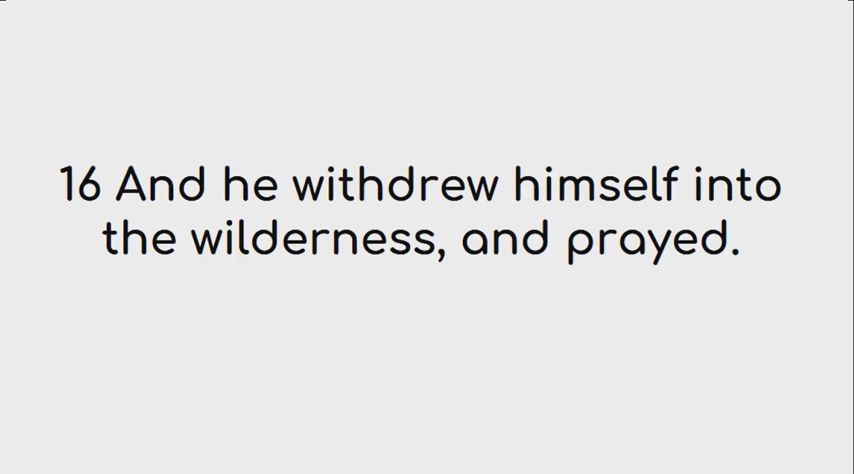 16 And he withdrew himself into
the wilderness, and prayed.